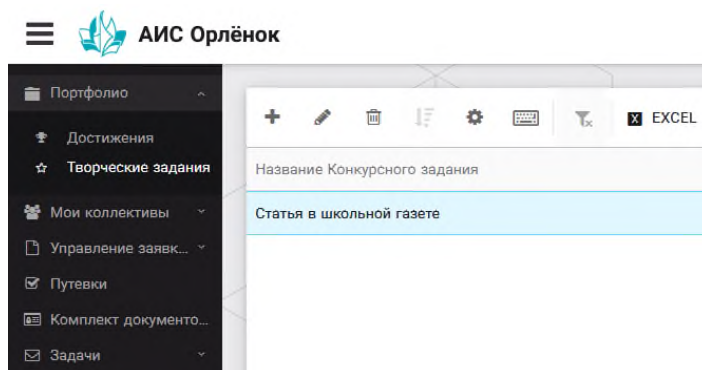 АИС Орлёнок
Портфолио
Достижения
Творческие задания
Мои коллективы
Управление заявк...
Путевки
Комплект документо...
Задачи
EXCEL
Название Конкурсного задания
Статья в школьной газете